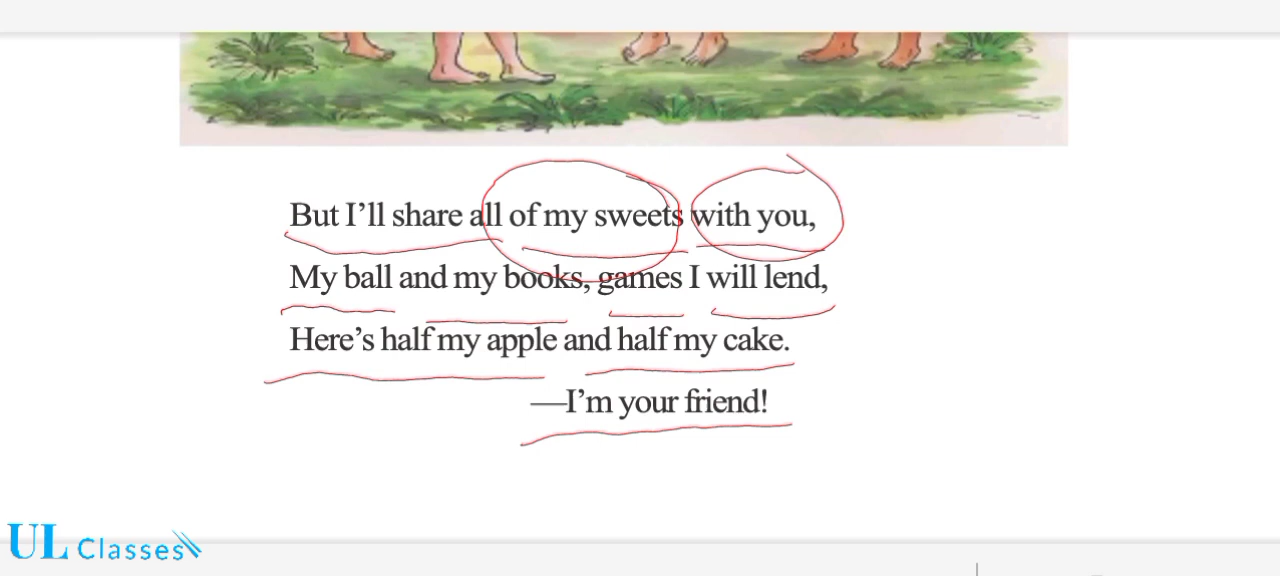 But I'll share all of my sweets with you,
My ball and my books, games I will lend,
Here's half my apple and half my cake.
—I'm your friend!
UL Classes